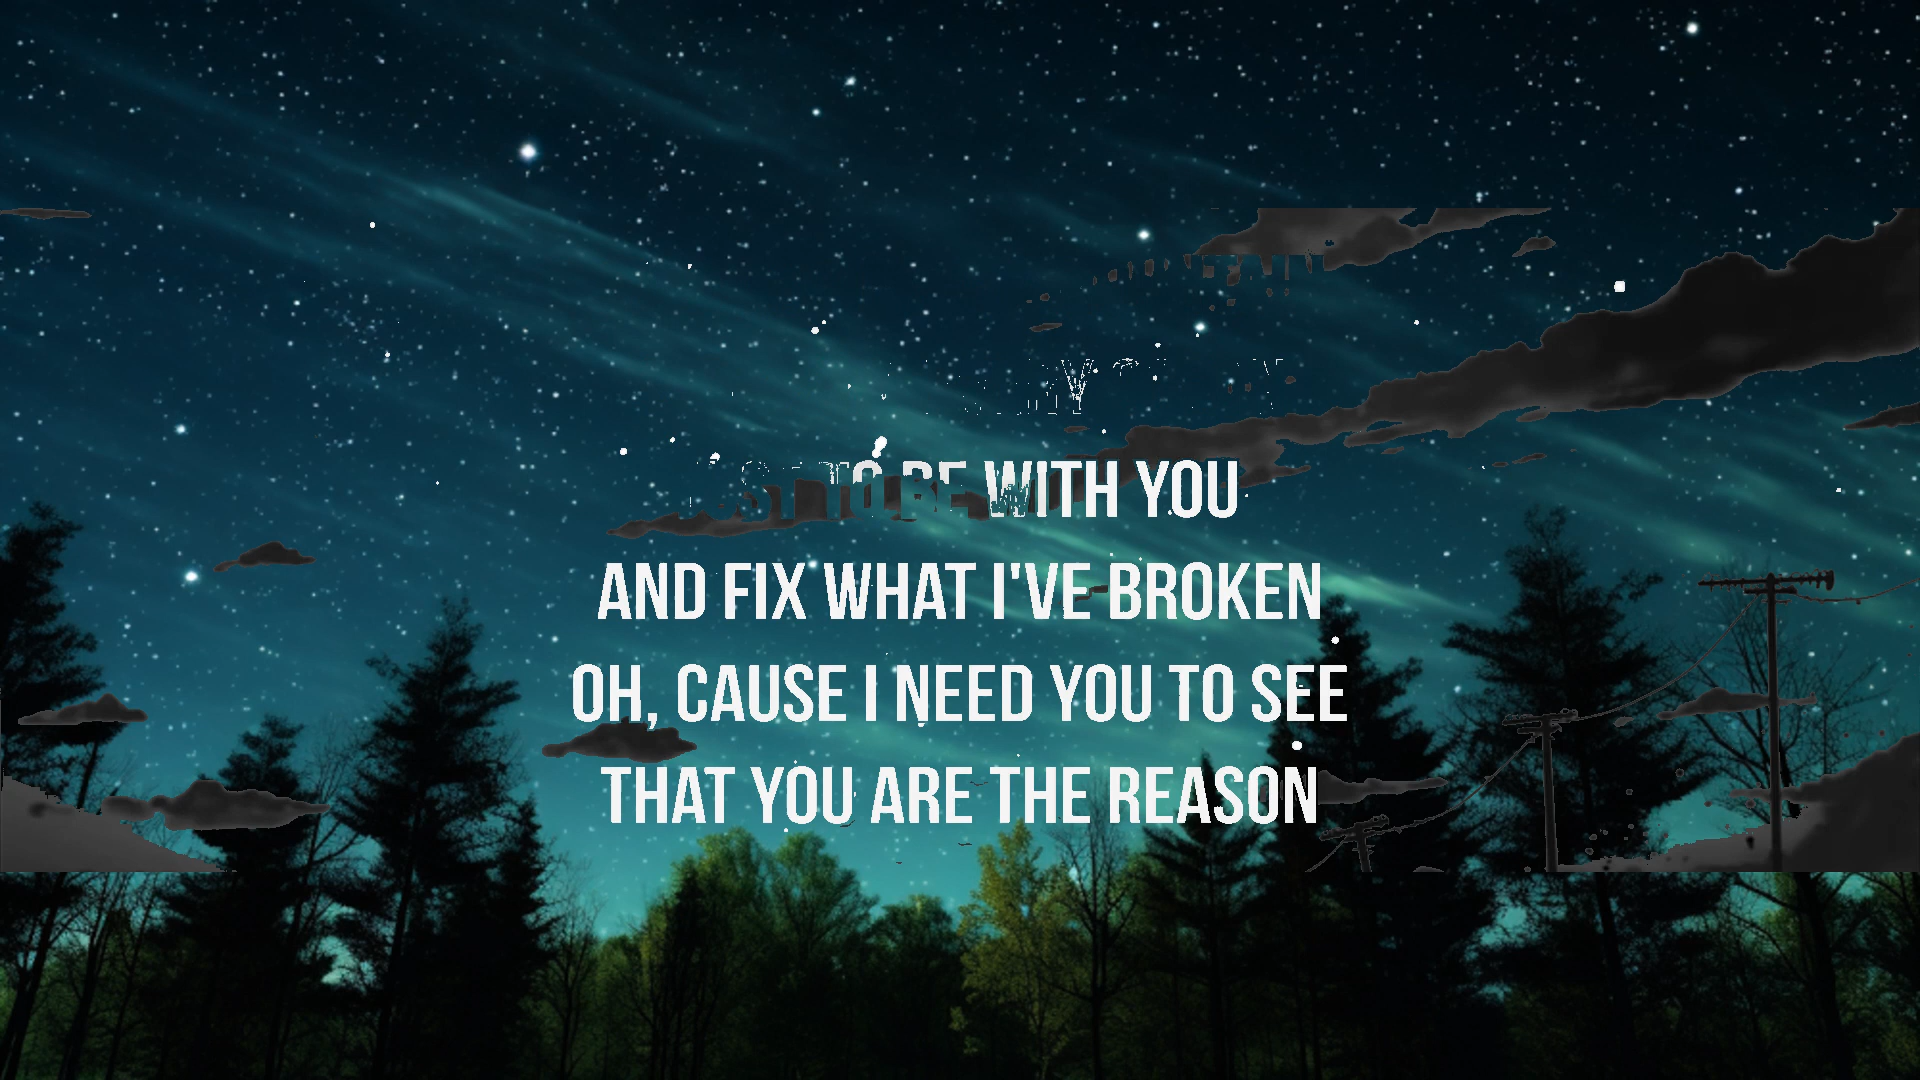 TO BE WITH YOU
AND FIX WHAT I'VE BROKEN
OH, CAUSE I NEED YOU TO SEE
THAT YOU ARE THE REASON